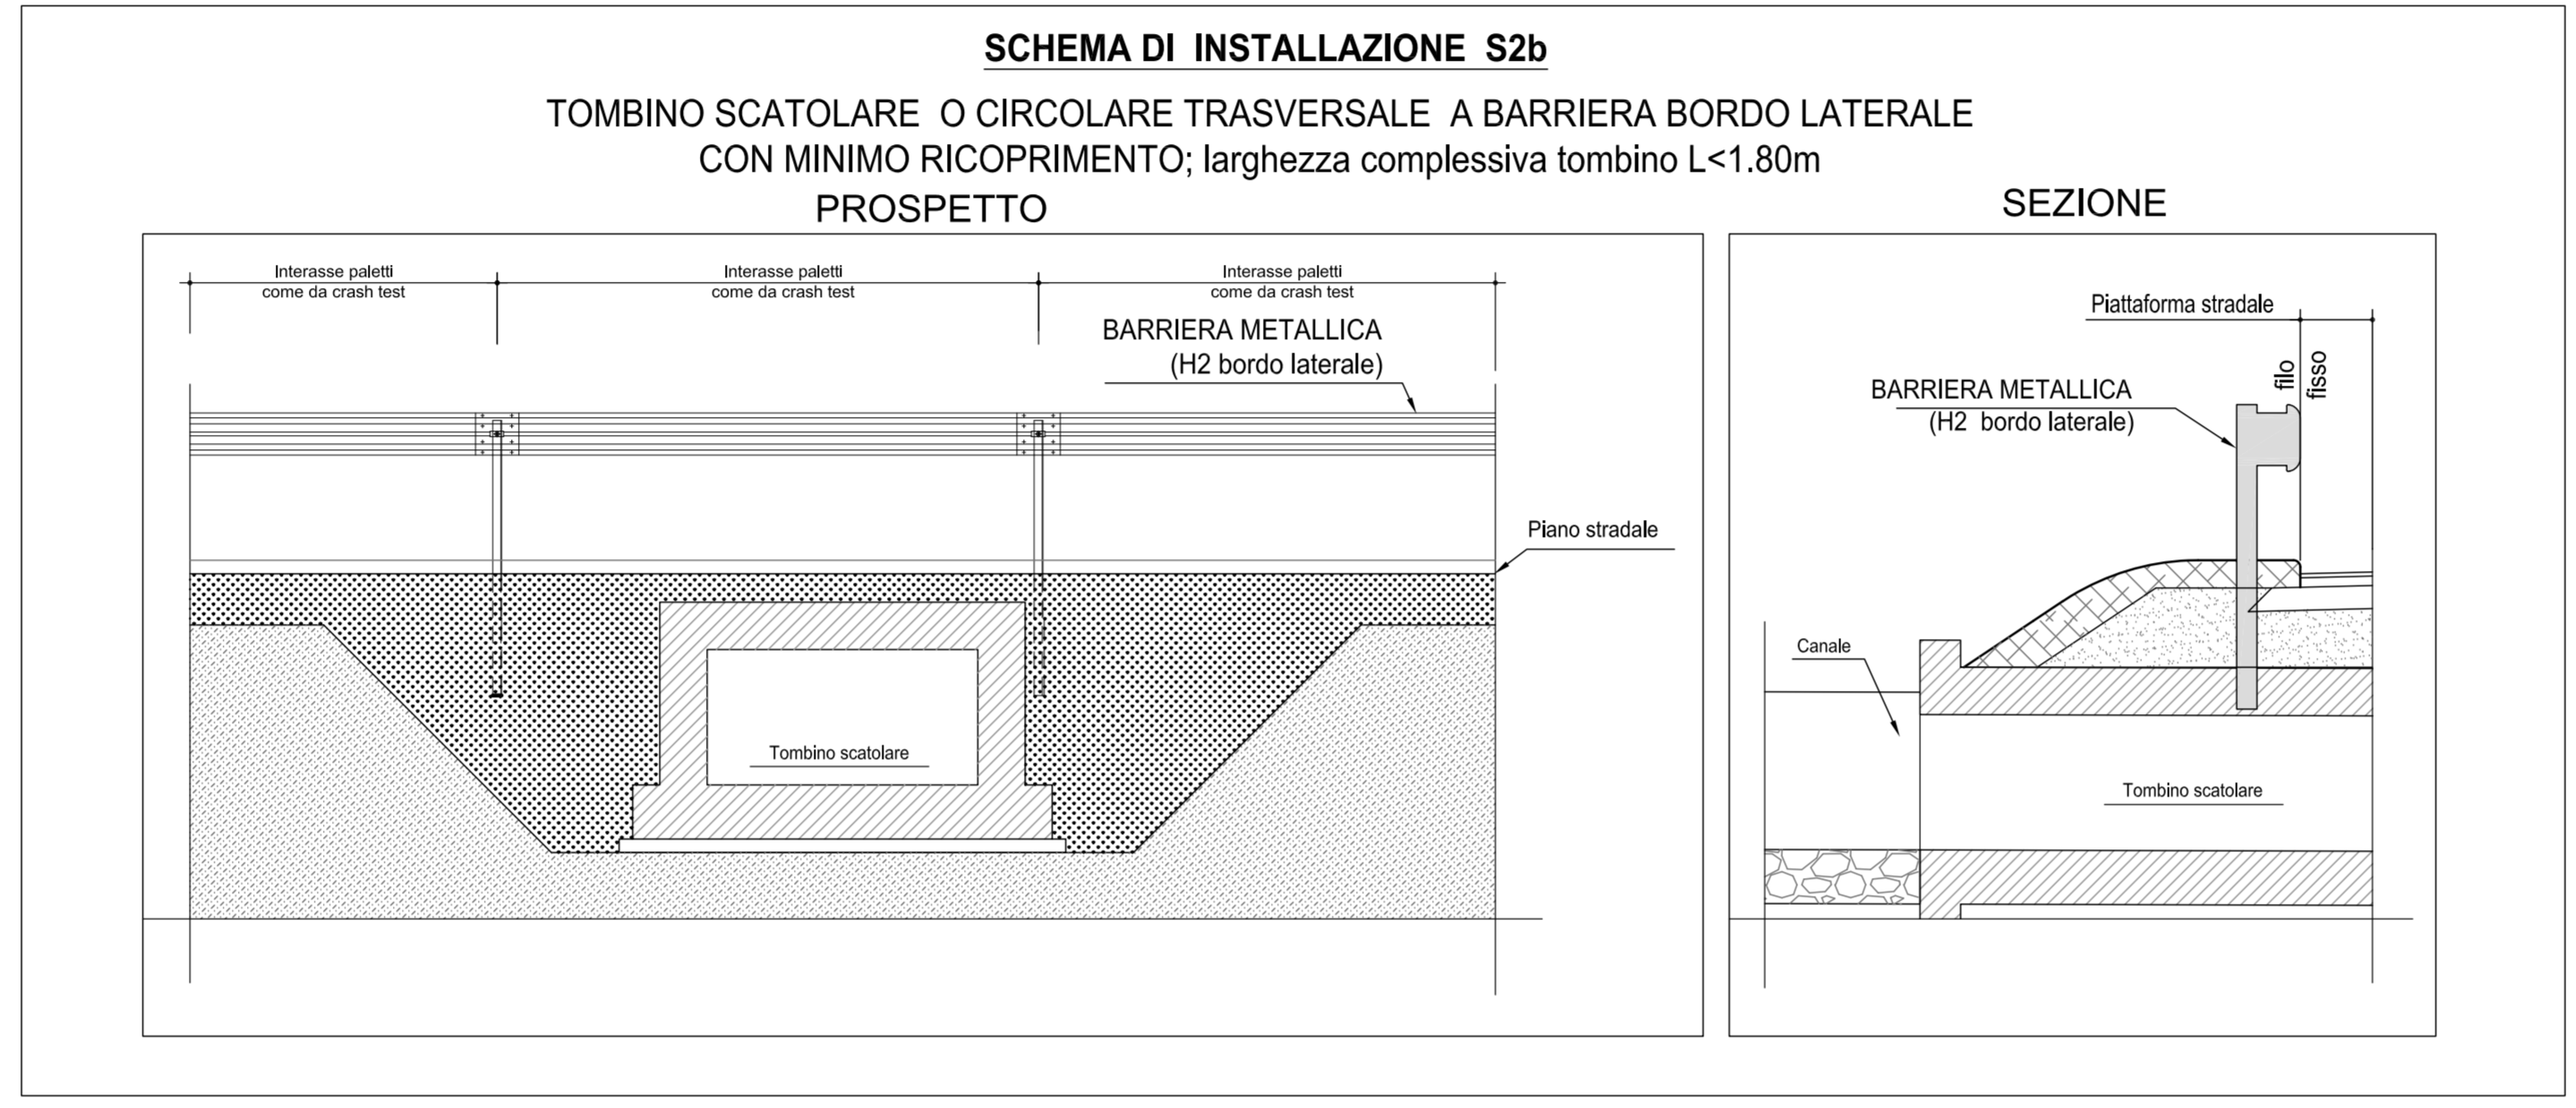 SCHEMA DI INSTALLAZIONE S2b
TOMBINO SCATOLARE O CIRCOLARE TRASVERSALE A BARRIERA BORDO LATERALE
CON MINIMO RICOPRIMENTO; larghezza complessiva tombino L<1.80m
PROSPETTO
Interasse paletti
come da crash test
Interasse paletti
come da crash test
Interasse paletti
come da crash test
BARRIERA METALLICA
(H2 bordo laterale)
Piano stradale
Tombino scatolare
SEZIONE
Piattaforma stradale
filo
fisso
BARRIERA METALLICA
(H2 bordo laterale)
Canale
Tombino scatolare